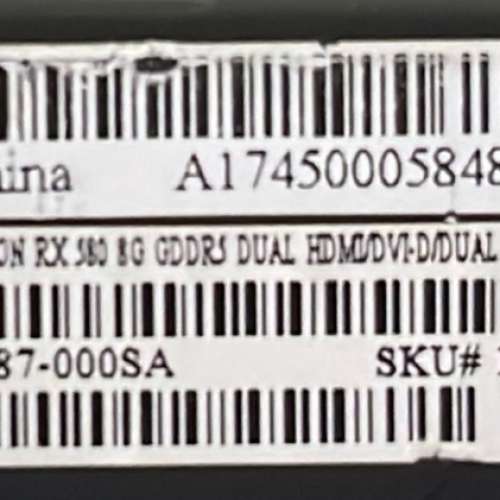 hina A17450005848
ON RX 580 8G GDDR5 DUAL HDMI/DVI-D/DUAL
87-000SA SKU#